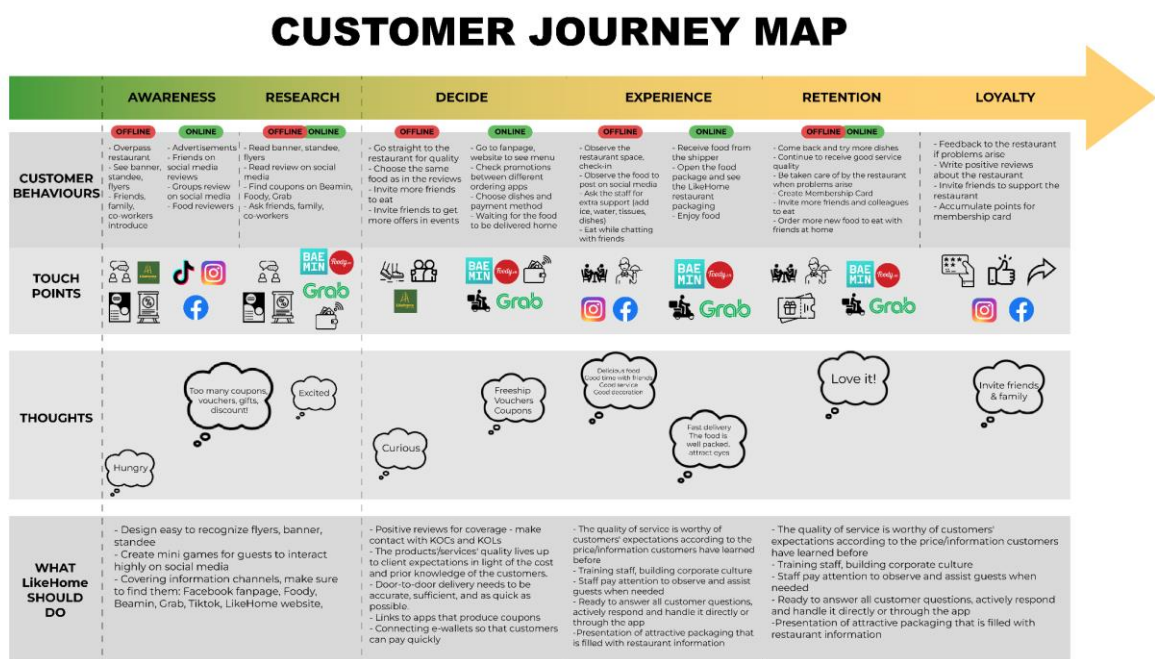 CUSTOMER JOURNEY MAP
AWARENESS
RESEARCH
DECIDE
EXPERIENCE
RETENTION
LOYALTY
CUSTOMER
BEHAVIOURS
OFFLINE
- Overpass
restaurant
- See banner,
standee,
flyers
- Friends,
family,
co-workers
introduce
ONLINE
- Advertisements
- Friends on
social media
reviews
- Groups review
on social media
- Food reviewers
OFFLINE ONLINE
- Read banner, standee,
flyers
- Read review on social
media
- Find coupons on Beamin,
Foody, Grab
- Ask friends, family,
co-workers
OFFLINE
- Go straight to the
restaurant for quality
- Choose the same
food as in the reviews
- Invite more friends
to eat
- Invite friends to get
more offers in events
ONLINE
- Go to fanpage,
website to see menu
- Check promotions
between different
ordering apps
- Choose dishes and
payment method
- Waiting for the food
to be delivered home
OFFLINE
- Observe the
restaurant space,
check-in
- Observe the food to
post on social media
- Ask the staff for
extra support (add
ice, water, tissues,
dishes)
- Eat while chatting
with friends
ONLINE
- Receive food from
the shipper
- Open the food
package and see
the LikeHome
restaurant
packaging
- Enjoy food
OFFLINE ONLINE
- Come back and try more dishes
- Continue to receive good service
quality
- Be taken care of by the restaurant
when problems arise
- Create Membership Card
- Invite more friends and colleagues
to eat
- Order more new food to eat with
friends at home
- Feedback to the restaurant
if problems arise
- Write positive reviews
about the restaurant
- Invite friends to support the
restaurant
- Accumulate points for
membership card
TOUCH
POINTS
BAE
MIN
Foody.vn
Grab
BAE
MIN
Foody.vn
Grab
BAE
MIN
Foody.vn
Grab
BAE
MIN
Foody.vn
Grab
THOUGHTS
Hungry
Too many coupons,
vouchers, gifts,
discount!
Excited
Curious
Freeship
Vouchers
Coupons
Delicious food
Good time with friends
Good service
Good decoration
Fast delivery
The food is
well packed,
attract eyes
Love it!
Invite friends
& family
WHAT
LikeHome
SHOULD
DO
- Design easy to recognize flyers, banner,
standee
- Create mini games for guests to interact
highly on social media
- Covering information channels, make sure
to find them: Facebook fanpage, Foody,
Beamin, Grab, Tiktok, LikeHome website,
- Positive reviews for coverage - make
contact with KOCs and KOLs
- The products/services' quality lives up
to client expectations in light of the cost
and prior knowledge of the customers.
- Door-to-door delivery needs to be
accurate, sufficient, and as quick as
possible.
- Links to apps that produce coupons
- Connecting e-wallets so that customers
can pay quickly
- The quality of service is worthy of
customers' expectations according to the
price/information customers have learned
before
- Training staff, building corporate culture
- Staff pay attention to observe and assist
guests when needed
- Ready to answer all customer questions,
actively respond and handle it directly or
through the app
-Presentation of attractive packaging that
is filled with restaurant information
- The quality of service is worthy of customers'
expectations according to the price/information customers
have learned before
- Training staff, building corporate culture
- Staff pay attention to observe and assist guests when
needed
- Ready to answer all customer questions, actively respond
and handle it directly or through the app
-Presentation of attractive packaging that is filled with
restaurant information